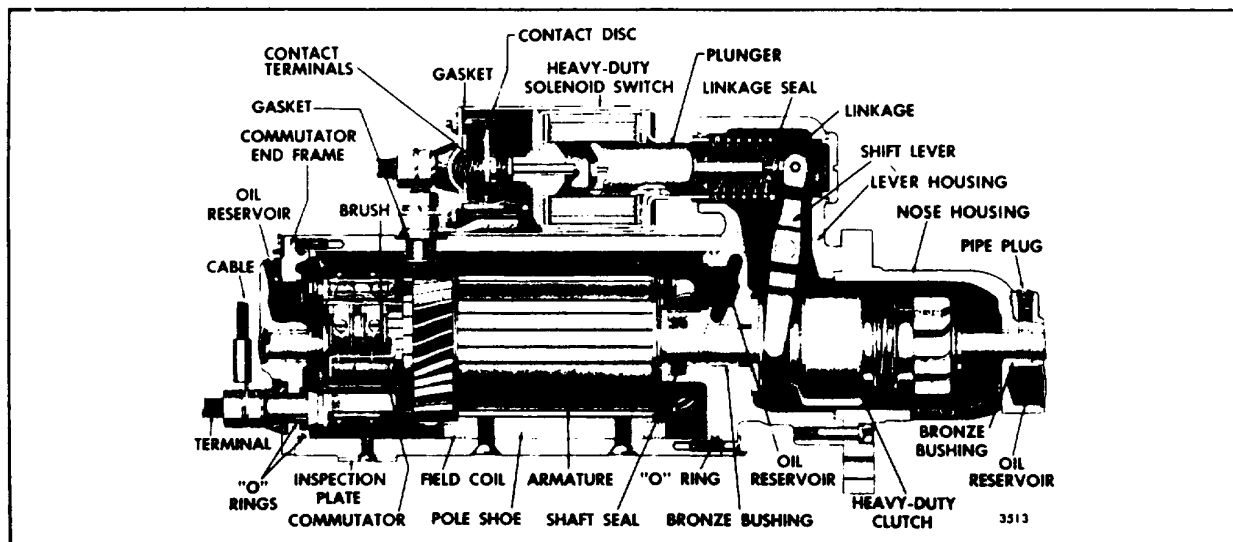 CONTACT DISC
CONTACT
TERMINALS
GASKET
HEAVY-DUTY
SOLENOID SWITCH
PLUNGER
LINKAGE SEAL
GASKET
LINKAGE
COMMUTATOR
END FRAME
SHIFT LEVER
LEVER HOUSING
OIL
RESERVOIR
BRUSH
NOSE HOUSING
CABLE
PIPE PLUG
TERMINAL
"O"
RINGS
INSPECTION
PLATE
COMMUTATOR
FIELD COIL
POLE SHOE
ARMATURE
SHAFT SEAL
"O" RING
BRONZE BUSHING
OIL
RESERVOIR
HEAVY-DUTY
CLUTCH
BRONZE
BUSHING
OIL
RESERVOIR
3513